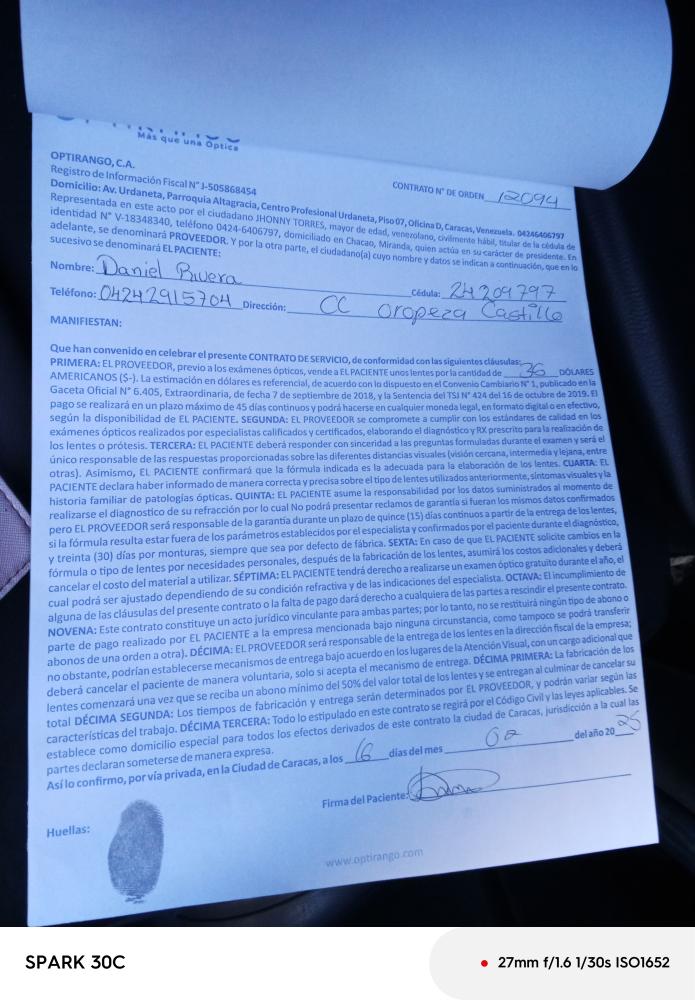 Más que una Óptica
OPTIRANGO, C.A.
Registro de Información Fiscal N° J-505868454
CONTRATO N° DE ORDEN 12094
Domicilio: Av. Urdaneta, Parroquia Altagracia, Centro Profesional Urdaneta, Piso 07, Oficina D, Caracas, Venezuela. 04246406797
Representada en este acto por el ciudadano JHONNY TORRES, mayor de edad, venezolano, civilmente hábil, titular de la cédula de
identidad N° V-18348340, teléfono 0424-6406797, domiciliado en Chacao, Miranda, quien actúa en su carácter de presidente. En
adelante, se denominará PROVEEDOR. Y por la otra parte, el ciudadano(a) cuyo nombre y datos se indican a continuación, que en lo
sucesivo se denominará EL PACIENTE:
Nombre: Daniel Rivera Cédula: 24209797
Teléfono: 04242915704 Dirección: CC Oropeza Castillo
MANIFIESTAN:
Que han convenido en celebrar el presente CONTRATO DE SERVICIO, de conformidad con las siguientes cláusulas:
PRIMERA: EL PROVEEDOR, previo a los exámenes ópticos, vende a EL PACIENTE unos lentes por la cantidad de 36 DÓLARES
AMERICANOS ($-). La estimación en dólares es referencial, de acuerdo con lo dispuesto en el Convenio Cambiario N° 1, publicado en la
Gaceta Oficial N° 6.405, Extraordinaria, de fecha 7 de septiembre de 2018, y la Sentencia del TSJ N° 424 del 16 de octubre de 2019. El
pago se realizará en un plazo máximo de 45 días continuos y podrá hacerse en cualquier moneda legal, en formato digital o en efectivo,
según la disponibilidad de EL PACIENTE. SEGUNDA: EL PROVEEDOR se compromete a cumplir con los estándares de calidad en los
exámenes ópticos realizados por especialistas calificados y certificados, elaborando el diagnóstico y RX prescrito para la realización de
los lentes o prótesis. TERCERA: EL PACIENTE deberá responder con sinceridad a las preguntas formuladas durante el examen y será el
único responsable de las respuestas proporcionadas sobre las diferentes distancias visuales (visión cercana, intermedia y lejana, entre
otras). Asimismo, EL PACIENTE confirmará que la fórmula indicada es la adecuada para la elaboración de los lentes. CUARTA: EL
PACIENTE declara haber informado de manera correcta y precisa sobre el tipo de lentes utilizados anteriormente, síntomas visuales y la
historia familiar de patologías ópticas. QUINTA: EL PACIENTE asume la responsabilidad por los datos suministrados al momento de
realizarse el diagnostico de su refracción por lo cual No podrá presentar reclamos de garantía si fueran los mismos datos confirmados
pero EL PROVEEDOR será responsable de la garantía durante un plazo de quince (15) días continuos a partir de la entrega de los lentes,
si la fórmula resulta estar fuera de los parámetros establecidos por el especialista y confirmados por el paciente durante el diagnóstico,
y treinta (30) días por monturas, siempre que sea por defecto de fábrica. SEXTA: En caso de que EL PACIENTE solicite cambios en la
fórmula o tipo de lentes por necesidades personales, después de la fabricación de los lentes, asumirá los costos adicionales y deberá
cancelar el costo del material a utilizar. SÉPTIMA: EL PACIENTE tendrá derecho a realizarse un examen óptico gratuito durante el año, el
cual podrá ser ajustado dependiendo de su condición refractiva y de las indicaciones del especialista. OCTAVA: El incumplimiento de
alguna de las cláusulas del presente contrato o la falta de pago dará derecho a cualquiera de las partes a rescindir el presente contrato.
NOVENA: Este contrato constituye un acto jurídico vinculante para ambas partes; por lo tanto, no se restituirá ningún tipo de abono o
parte de pago realizado por EL PACIENTE a la empresa mencionada bajo ninguna circunstancia, como tampoco se podrá transferir
abonos de una orden a otra). DÉCIMA: EL PROVEEDOR será responsable de la entrega de los lentes en la dirección fiscal de la empresa;
no obstante, podrían establecerse mecanismos de entrega bajo acuerdo en los lugares de la Atención Visual, con un cargo adicional que
deberá cancelar el paciente de manera voluntaria, solo si acepta el mecanismo de entrega. DÉCIMA PRIMERA: La fabricación de los
lentes comenzará una vez que se reciba un abono mínimo del 50% del valor total de los lentes y se entregan al culminar de cancelar su
total DÉCIMA SEGUNDA: Los tiempos de fabricación y entrega serán determinados por EL PROVEEDOR, y podrán variar según las
características del trabajo. DÉCIMA TERCERA: Todo lo estipulado en este contrato se regirá por el Código Civil y las leyes aplicables. Se
establece como domicilio especial para todos los efectos derivados de este contrato la ciudad de Caracas, jurisdicción a la cual las
partes declaran someterse de manera expresa.
Así lo confirmo, por vía privada, en la Ciudad de Caracas, a los 16 días del mes 02 del año 2025
Firma del Paciente:
Huellas:
www.optirango.com
SPARK 30C
27mm f/1.6 1/30s ISO1652